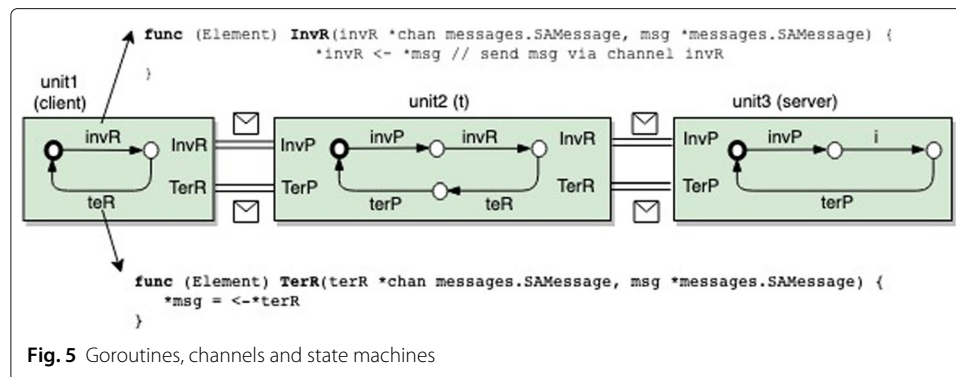 func (Element) InvR(invR *chan messages.SAMessage, msg *messages.SAMessage) {
*invR <- *msg // send msg via channel invR
}
unit1
(client)
unit2 (t)
unit3 (server)
invR
teR
InvR
TerR
InvP
TerP
invP
invR
terP
teR
InvR
TerR
InvP
TerP
invP
i
terP
func (Element) TerR(terR *chan messages.SAMessage, msg *messages.SAMessage) {
*msg = <-*terR
}
Fig. 5 Goroutines, channels and state machines